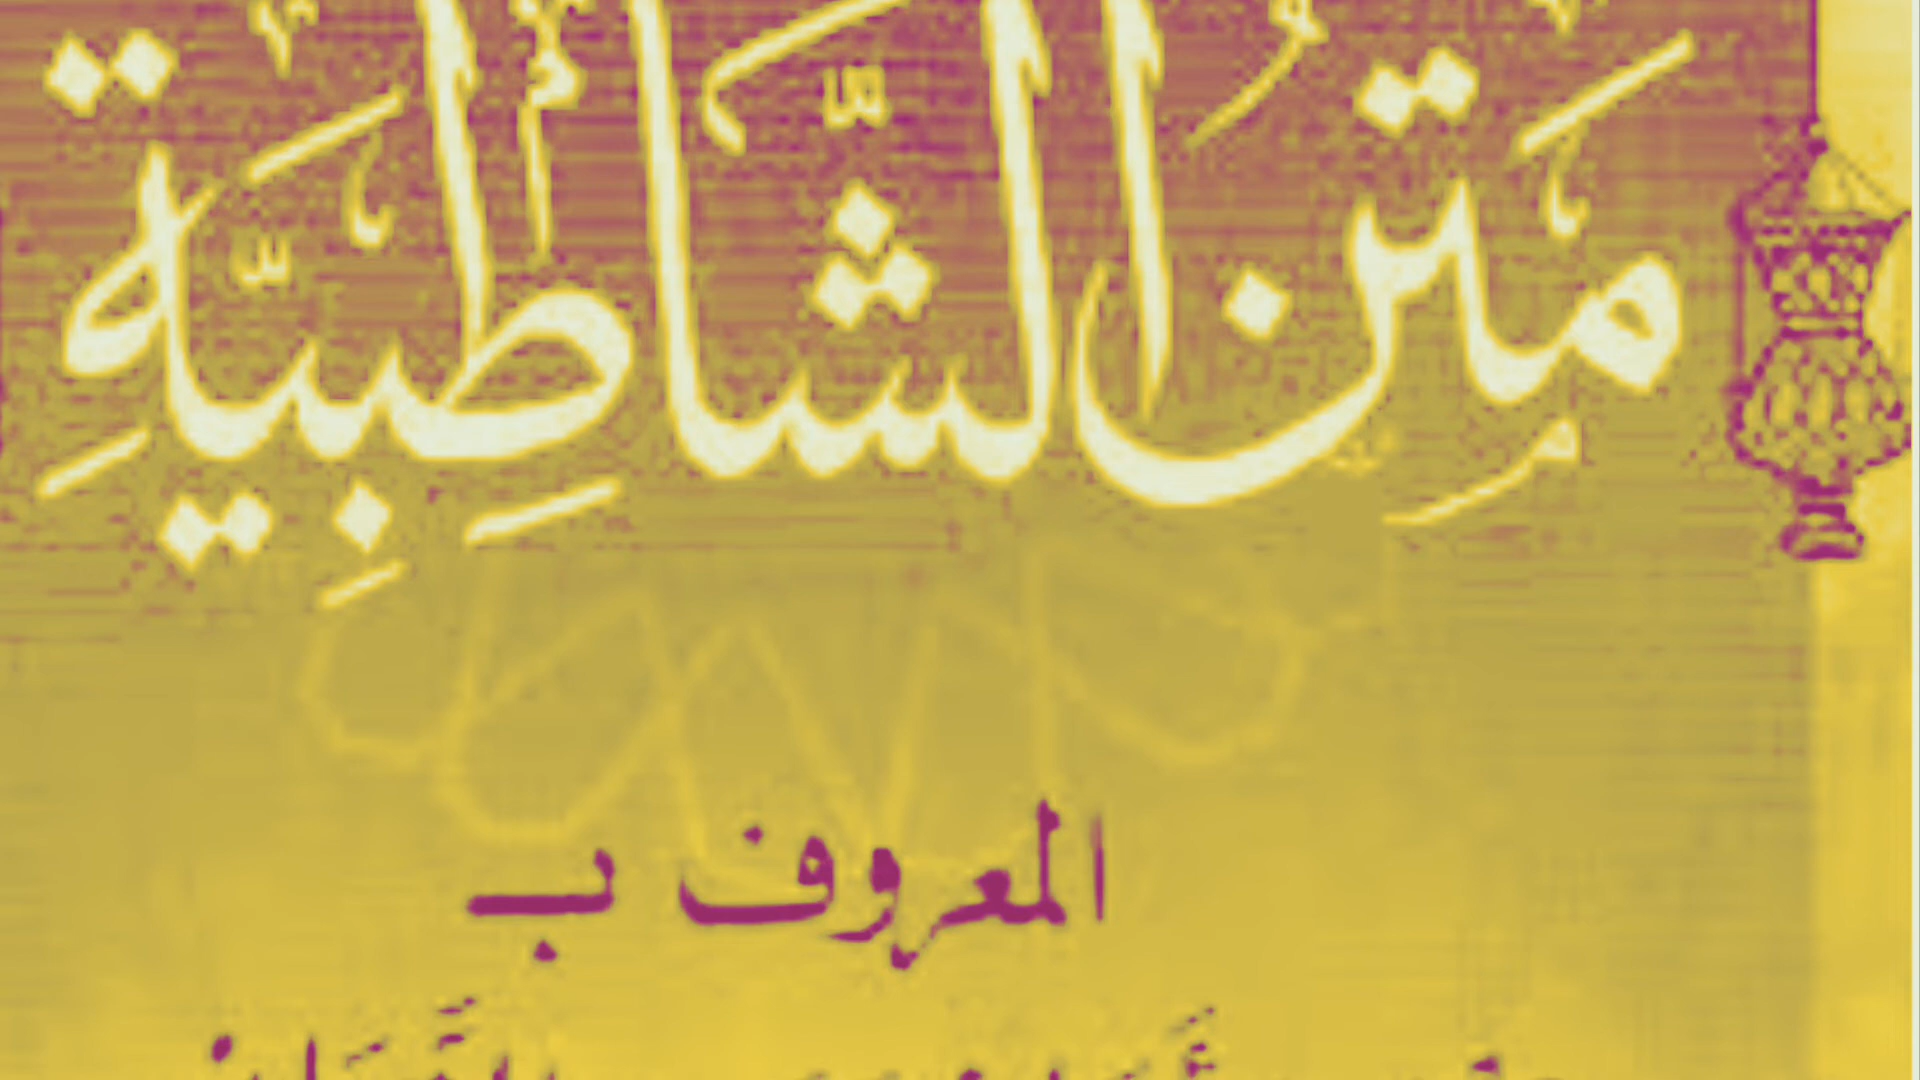 مَتْنُ الشَّاطِبِيَّةِ
المعروف بـ